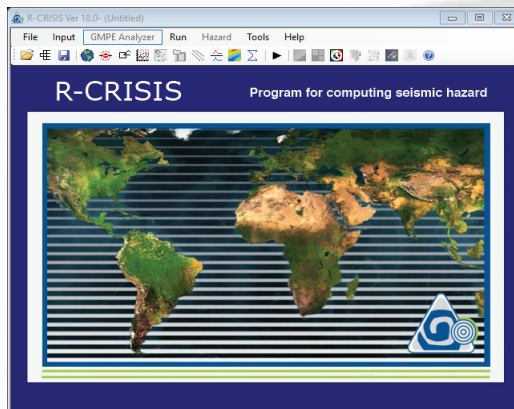 R-CRISIS Ver 18.0- (Untitled)
File Input GMPE Analyzer Run Hazard Tools Help
R-CRISIS
Program for computing seismic hazard